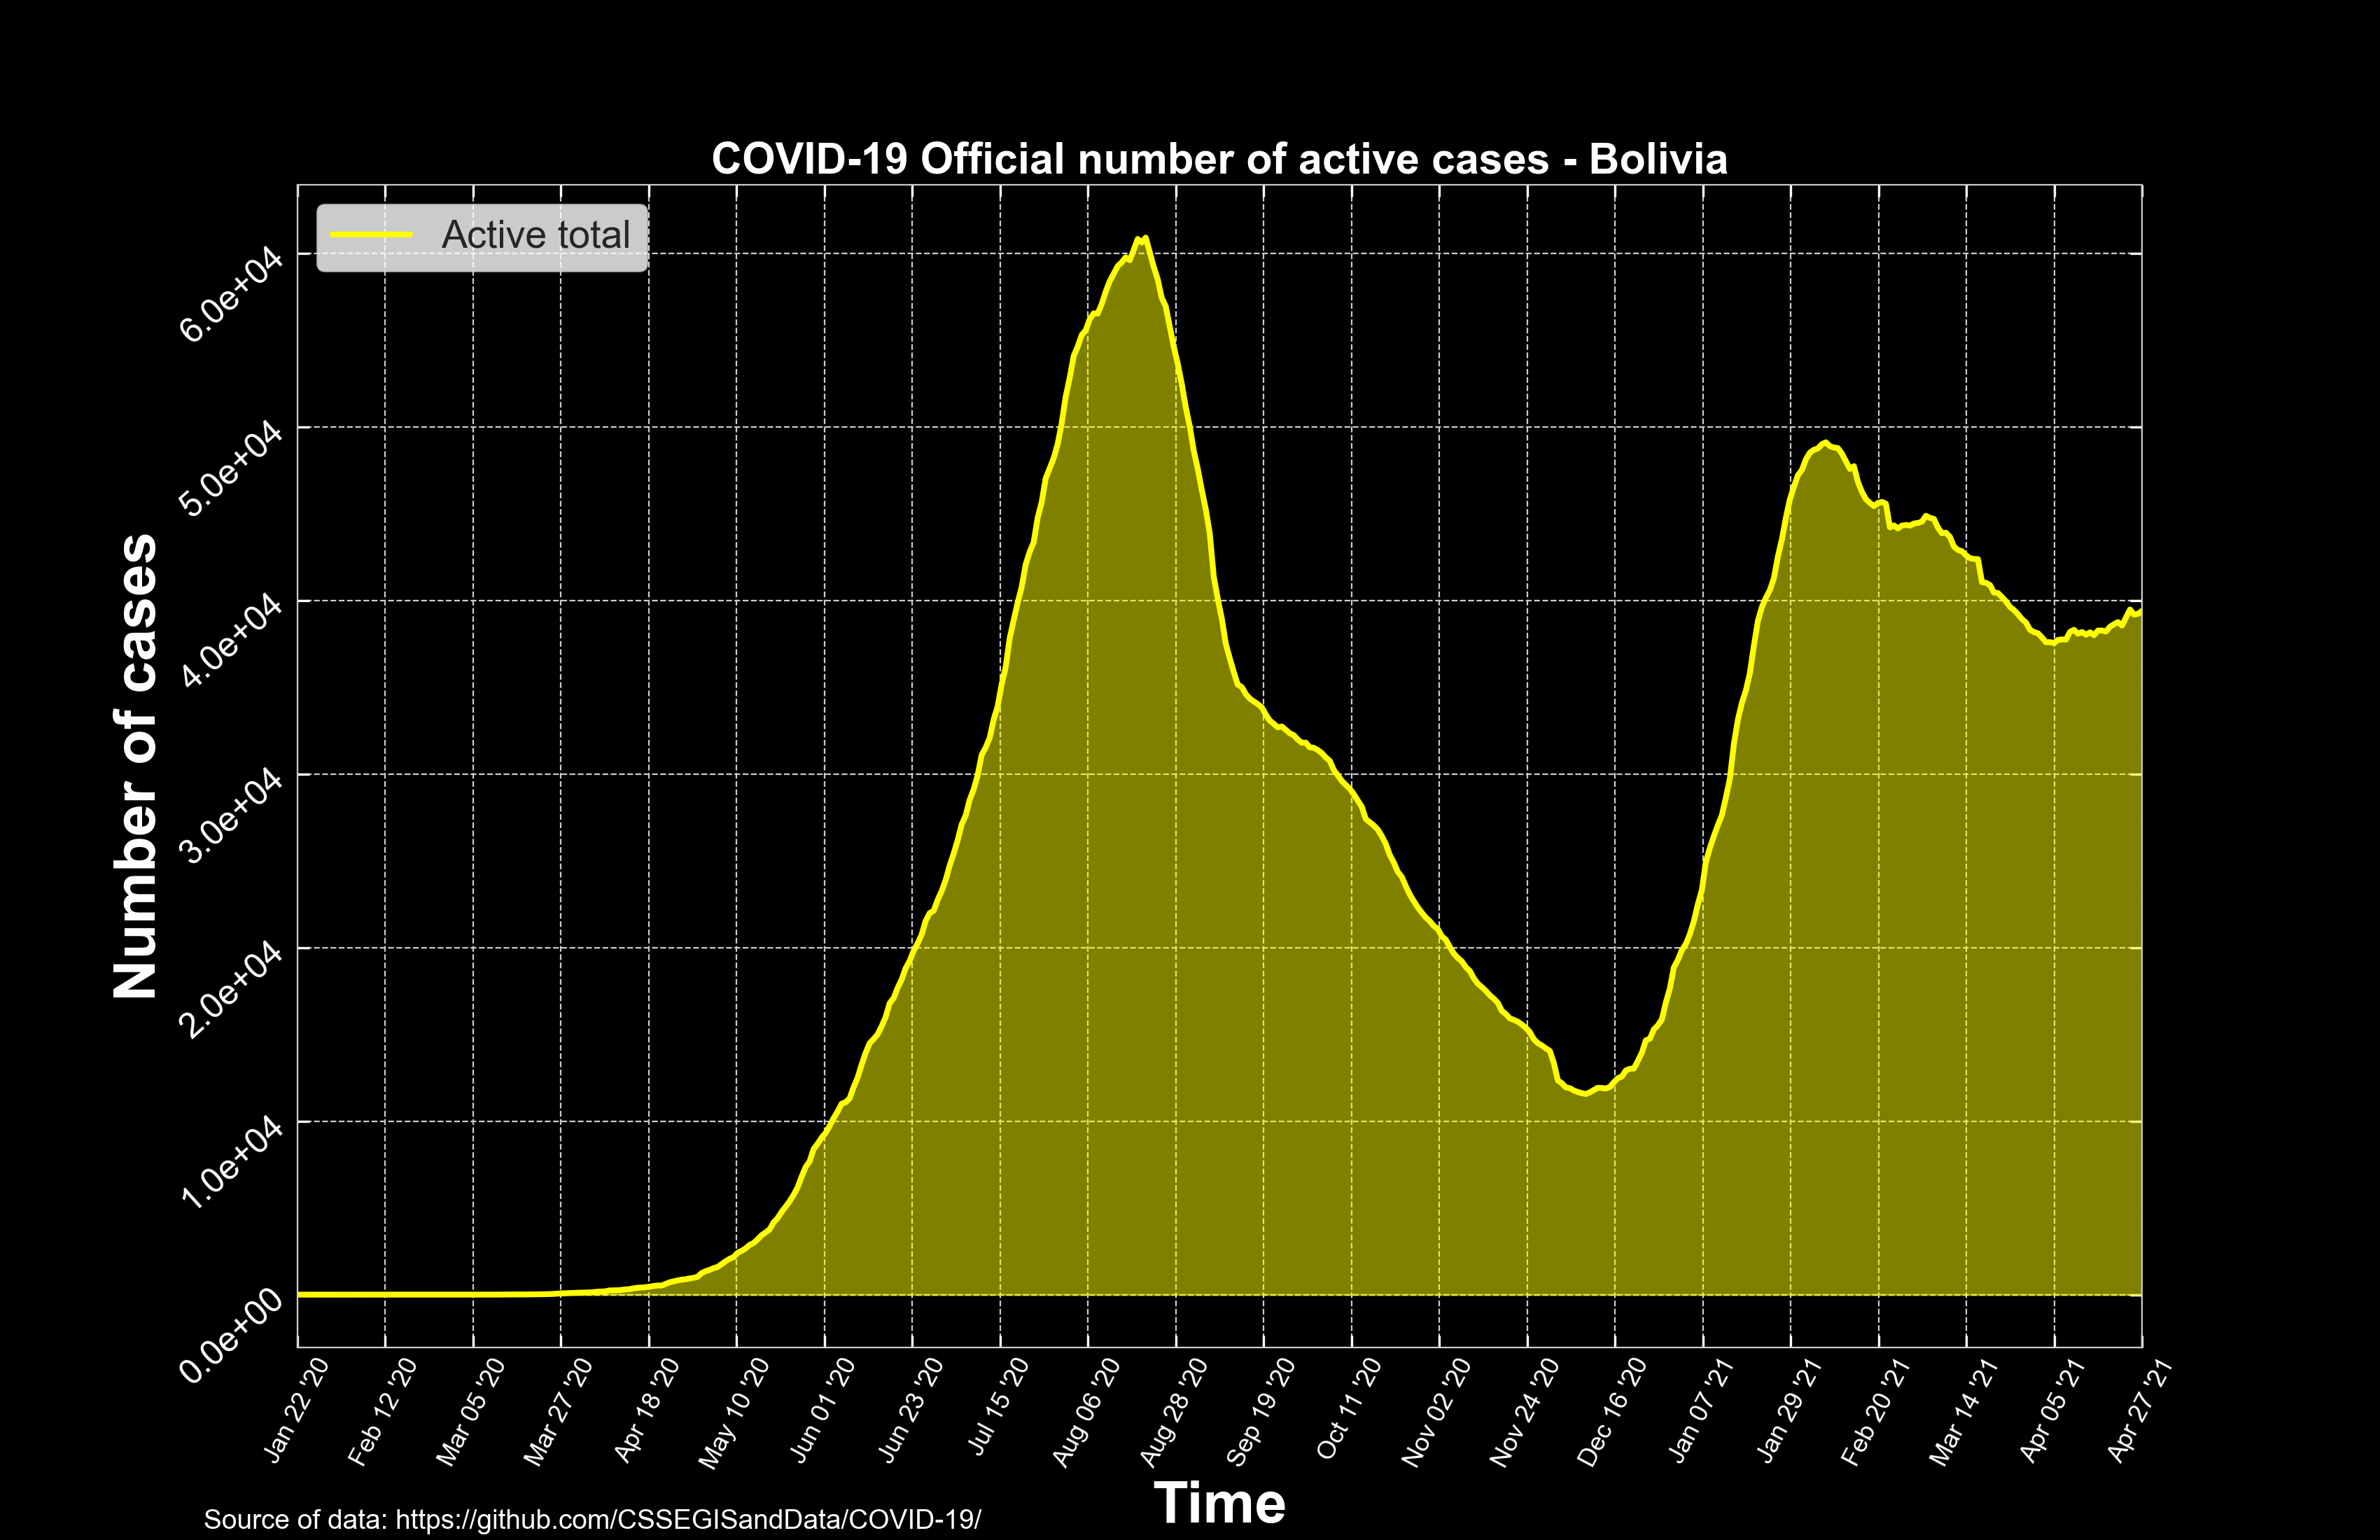 COVID-19 Official number of active cases - Bolivia
Active total
Number of cases
6.0e+04
5.0e+04
4.0e+04
3.0e+04
2.0e+04
1.0e+04
0.0e+00
Jan 22 '20
Feb 12 '20
Mar 05 '20
Mar 27 '20
Apr 18 '20
May 10 '20
Jun 01 '20
Jun 23 '20
Jul 15 '20
Aug 06 '20
Aug 28 '20
Sep 19 '20
Oct 11 '20
Nov 02 '20
Nov 24 '20
Dec 16 '20
Jan 07 '21
Jan 29 '21
Feb 20 '21
Mar 14 '21
Apr 05 '21
Apr 27 '21
Time
Source of data: https://github.com/CSSEGISandData/COVID-19/